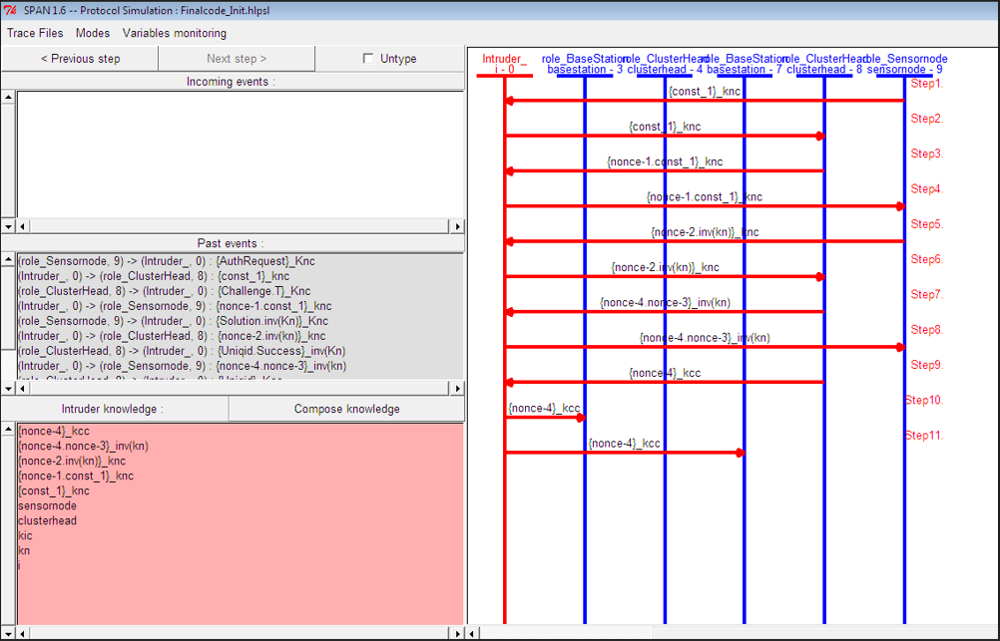 SPAN 1.6 -- Protocol Simulation : Finalcode_Init.hlpsl
Trace Files Modes Variables monitoring
< Previous step Next step > Untype
Incoming events :
Past events :
(role_Sensornode, 9) -> (Intruder_, 0) : {AuthRequest}_Knc
(Intruder_, 0) -> (role_ClusterHead, 8) : {const_1}_knc
(role_ClusterHead, 8) -> (Intruder_, 0) : {Challenge.T}_Knc
(Intruder_, 0) -> (role_Sensornode, 9) : {nonce-1.const_1}_knc
(role_Sensornode, 9) -> (Intruder_, 0) : {Solution.inv(Kn)}_Knc
(Intruder_, 0) -> (role_ClusterHead, 8) : {nonce-2.inv(kn)}_knc
(role_ClusterHead, 8) -> (Intruder_, 0) : {Uniqid.Success}_inv(Kn)
(Intruder_, 0) -> (role_Sensornode, 9) : {nonce-4.nonce-3}_inv(kn)
(role_ClusterHead, 8) -> (Intruder_, 0) : {Uniqid}_Kcc
Intruder knowledge : Compose knowledge
{nonce-4}_kcc
{nonce-4.nonce-3}_inv(kn)
{nonce-2.inv(kn)}_knc
{nonce-1.const_1}_knc
{const_1}_knc
sensornode
clusterhead
kic
kn
i
Intruder_ role_BaseStation role_ClusterHead role_BaseStation role_ClusterHead role_Sensornode
i - 0 basestation - 3 clusterhead - 4 basestation - 7 clusterhead - 8 sensornode - 9
Step1.
{const_1}_knc
Step2.
{const_1}_knc
Step3.
{nonce-1.const_1}_knc
Step4.
{nonce-1.const_1}_knc
Step5.
{nonce-2.inv(kn)}_knc
Step6.
{nonce-2.inv(kn)}_knc
Step7.
{nonce-4.nonce-3}_inv(kn)
Step8.
{nonce-4.nonce-3}_inv(kn)
Step9.
{nonce-4}_kcc
Step10.
{nonce-4}_kcc
Step11.
{nonce-4}_kcc